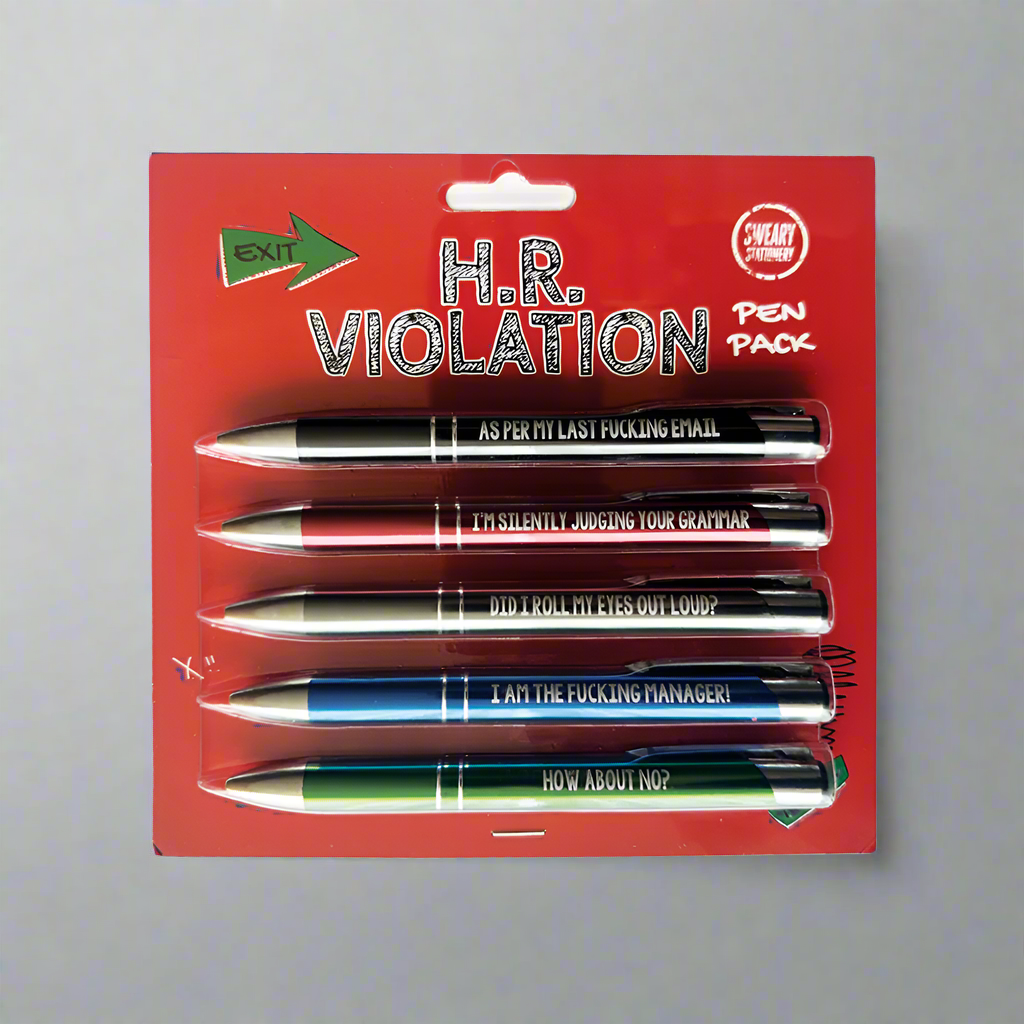 EXIT
H.R.
VIOLATION
SWEARY
STATIONERY
PEN
PACK
AS PER MY LAST FUCKING EMAIL
I'M SILENTLY JUDGING YOUR GRAMMAR
DID I ROLL MY EYES OUT LOUD?
I AM THE FUCKING MANAGER!
HOW ABOUT NO?